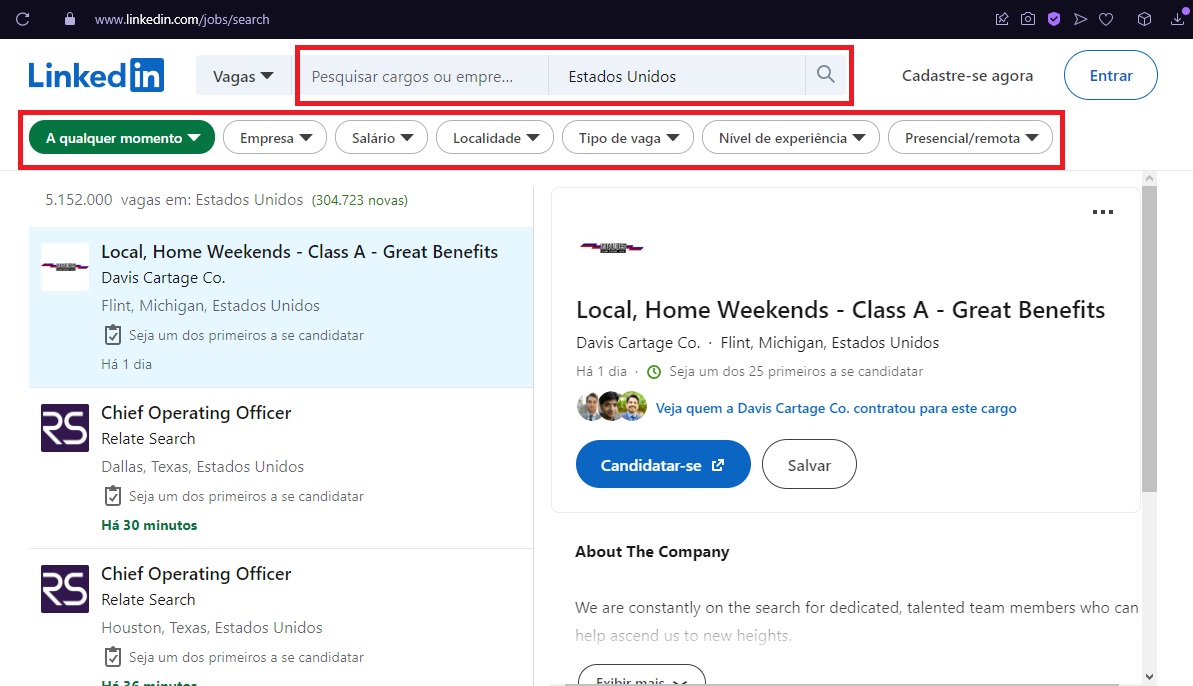 www.linkedin.com/jobs/search
Linked in
Vagas
Pesquisar cargos ou empre...
Estados Unidos
Cadastre-se agora
Entrar
A qualquer momento
Empresa
Salário
Localidade
Tipo de vaga
Nível de experiência
Presencial/remota
5.152.000 vagas em: Estados Unidos (304.723 novas)
Local, Home Weekends - Class A - Great Benefits
Davis Cartage Co.
Flint, Michigan, Estados Unidos
Seja um dos primeiros a se candidatar
Há 1 dia
RS
Chief Operating Officer
Relate Search
Dallas, Texas, Estados Unidos
Seja um dos primeiros a se candidatar
Há 30 minutos
RS
Chief Operating Officer
Relate Search
Houston, Texas, Estados Unidos
Seja um dos primeiros a se candidatar
Há 36 minutos
Local, Home Weekends - Class A - Great Benefits
Davis Cartage Co. · Flint, Michigan, Estados Unidos
Há 1 dia · Seja um dos 25 primeiros a se candidatar
Veja quem a Davis Cartage Co. contratou para este cargo
Candidatar-se
Salvar
About The Company
We are constantly on the search for dedicated, talented team members who can
help ascend us to new heights.
Exibir mais